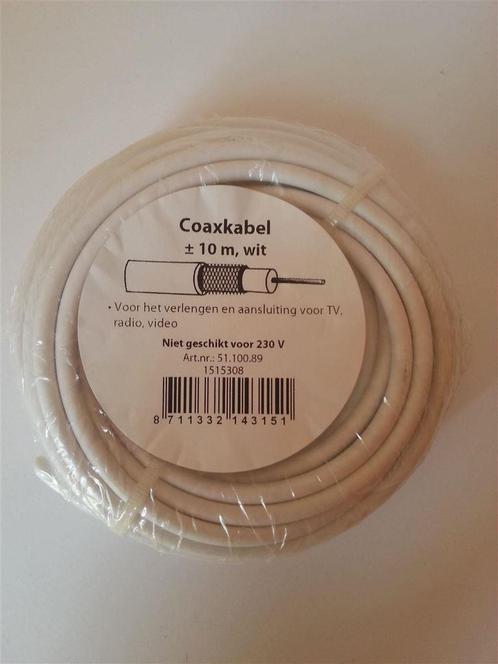 Coaxkabel
± 10 m, wit
• Voor het verlengen en aansluiting voor TV,
radio, video
Niet geschikt voor 230 V
Art.nr.: 51.100.89
1515308
8 711332 143151